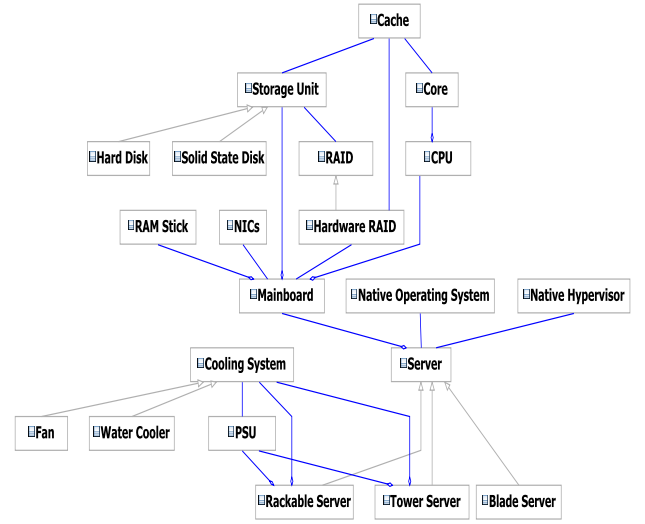 Cache
Storage Unit
Core
Hard Disk
Solid State Disk
RAID
CPU
RAM Stick
NICs
Hardware RAID
Mainboard
Native Operating System
Native Hypervisor
Cooling System
Server
Fan
Water Cooler
PSU
Rackable Server
Tower Server
Blade Server